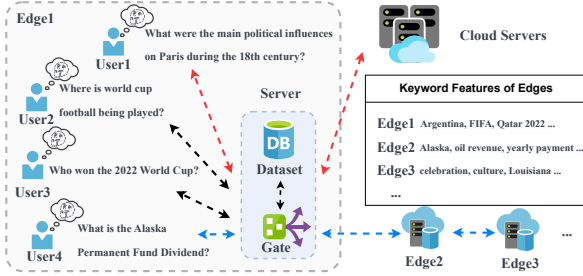 Edge1
What were the main political influences
on Paris during the 18th century?
User1
Where is world cup
football being played?
User2
Who won the 2022 World Cup?
User3
What is the Alaska
Permanent Fund Dividend?
User4
Server
DB
Dataset
Gate
Cloud Servers
Keyword Features of Edges
Edge1 Argentina, FIFA, Qatar 2022 ...
Edge2 Alaska, oil revenue, yearly payment ...
Edge3 celebration, culture, Louisiana ...
...
Edge2
Edge3
...